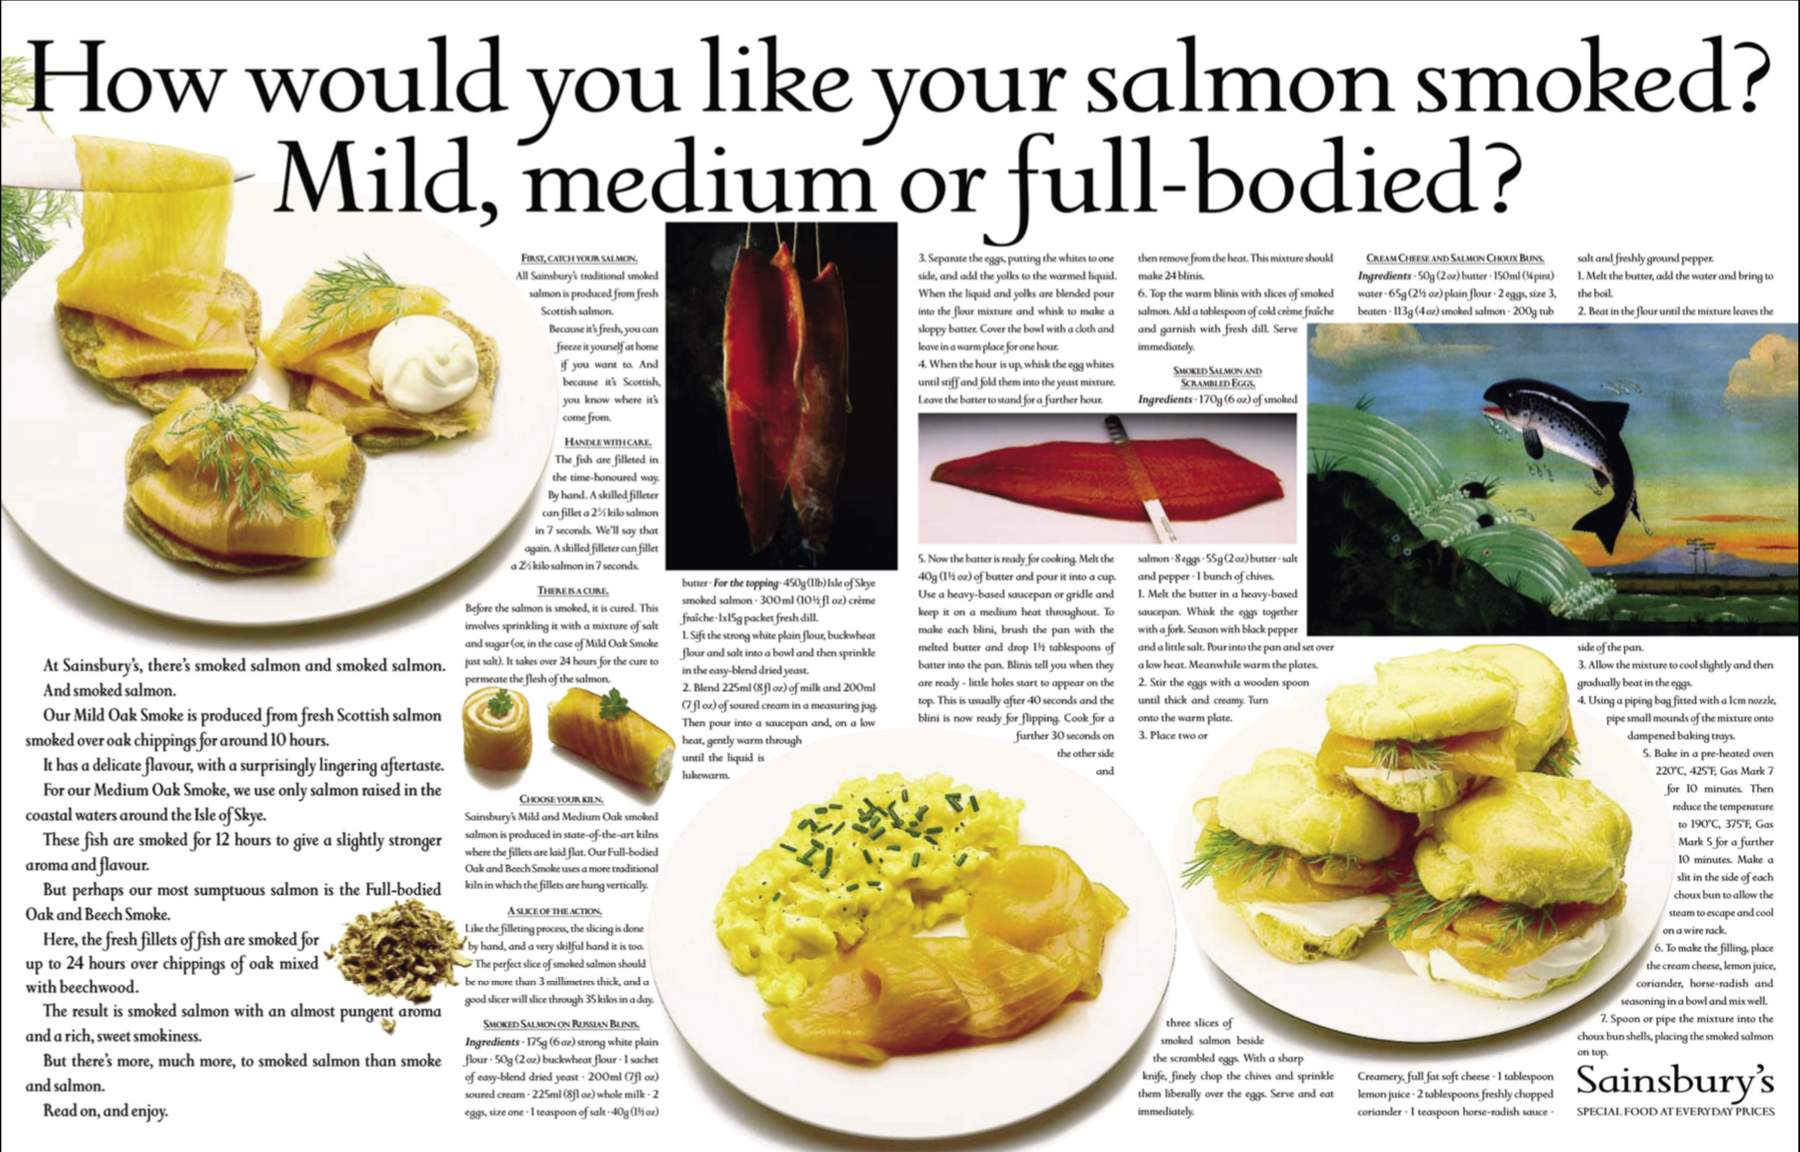 How would you like your salmon smoked?
Mild, medium or full-bodied?
At Sainsbury's, there's smoked salmon and smoked salmon.
And smoked salmon.
Our Mild Oak Smoke is produced from fresh Scottish salmon
smoked over oak chippings for around 10 hours.
It has a delicate flavour, with a surprisingly lingering aftertaste.
For our Medium Oak Smoke, we use only salmon raised in the
coastal waters around the Isle of Skye.
These fish are smoked for 12 hours to give a slightly stronger
aroma and flavour.
But perhaps our most sumptuous salmon is the Full-bodied
Oak and Beech Smoke.
Here, the fresh fillets of fish are smoked for
up to 24 hours over chippings of oak mixed
with beechwood.
The result is smoked salmon with an almost pungent aroma
and a rich, sweet smokiness.
But there's more, much more, to smoked salmon than smoke
and salmon.
Read on, and enjoy.
FIRST, CATCH YOUR SALMON.
All Sainsbury's traditional smoked
salmon is produced from fresh
Scottish salmon.
Because it's fresh, you can
freeze it yourself at home
if you want to. And
because it's Scottish,
you know where it's
come from.
HANDLE WITH CARE.
The fish are filleted in
the time-honoured way.
By hand. A skilled filleter
can fillet a 2½ kilo salmon
in 7 seconds. We'll say that
again. A skilled filleter can fillet
a 2½ kilo salmon in 7 seconds.
THERE IS A CURE.
Before the salmon is smoked, it is cured. This
involves sprinkling it with a mixture of salt
and sugar (or, in the case of Mild Oak Smoke
just salt). It takes over 24 hours for the cure to
permeate the flesh of the salmon.
CHOOSE YOUR KILN.
Sainsbury's Mild and Medium Oak smoked
salmon is produced in state-of-the-art kilns
where the fillets are laid flat. Our Full-bodied
Oak and Beech Smoke uses a more traditional
kiln in which the fillets are hung vertically.
A SLICE OF THE ACTION.
Like the filleting process, the slicing is done
by hand, and a very skilful hand it is too.
The perfect slice of smoked salmon should
be no more than 3 millimetres thick, and a
good slicer will slice through 35 kilos in a day.
SMOKED SALMON ON RUSSIAN BLINIS.
Ingredients · 175g (6 oz) strong white plain
flour · 50g (2 oz) buckwheat flour · 1 sachet
of easy-blend dried yeast · 200ml (7fl oz)
soured cream · 225ml (8fl oz) whole milk · 2
eggs, size one · 1 teaspoon of salt · 40g (1½ oz)
butter · For the topping · 450g (1lb) Isle of Skye
smoked salmon · 300ml (10½ fl oz) crème
fraîche · 1x15g packet fresh dill.
1. Sift the strong white plain flour, buckwheat
flour and salt into a bowl and then sprinkle
in the easy-blend dried yeast.
2. Blend 225ml (8 fl oz) of milk and 200ml
(7 fl oz) of soured cream in a measuring jug.
Then pour into a saucepan and, on a low
heat, gently warm through
until the liquid is
lukewarm.
3. Separate the eggs, putting the whites to one
side, and add the yolks to the warmed liquid.
When the liquid and yolks are blended pour
into the flour mixture and whisk to make a
sloppy batter. Cover the bowl with a cloth and
leave in a warm place for one hour.
4. When the hour is up, whisk the egg whites
until stiff and fold them into the yeast mixture.
Leave the batter to stand for a further hour.
5. Now the batter is ready for cooking. Melt the
40g (1½ oz) of butter and pour it into a cup.
Use a heavy-based saucepan or gridle and
keep it on a medium heat throughout. To
make each blini, brush the pan with the
melted butter and drop 1½ tablespoons of
batter into the pan. Blinis tell you when they
are ready - little holes start to appear on the
top. This is usually after 40 seconds and the
blini is now ready for flipping. Cook for a
further 30 seconds on
the other side
and
then remove from the heat. This mixture should
make 24 blinis.
6. Top the warm blinis with slices of smoked
salmon. Add a tablespoon of cold crème fraîche
and garnish with fresh dill. Serve
immediately.
SMOKED SALMON AND
SCRAMBLED EGGS.
Ingredients · 170g (6 oz) of smoked
salmon · 8 eggs · 55g (2 oz) butter · salt
and pepper · 1 bunch of chives.
1. Melt the butter in a heavy-based
saucepan. Whisk the eggs together
with a fork. Season with black pepper
and a little salt. Pour into the pan and set over
a low heat. Meanwhile warm the plates.
2. Stir the eggs with a wooden spoon
until thick and creamy. Turn
onto the warm plate.
3. Place two or
three slices of
smoked salmon beside
the scrambled eggs. With a sharp
knife, finely chop the chives and sprinkle
them liberally over the eggs. Serve and eat
immediately.
CREAM CHEESE AND SALMON CHOUX BUNS.
Ingredients · 50g (2 oz) butter · 150ml (¼ pint)
water · 65g (2½ oz) plain flour · 2 eggs, size 3,
beaten · 113g (4 oz) smoked salmon · 200g tub
Creamery, full fat soft cheese · 1 tablespoon
lemon juice · 2 tablespoons freshly chopped
coriander · 1 teaspoon horse-radish sauce ·
salt and freshly ground pepper.
1. Melt the butter, add the water and bring to
the boil.
2. Beat in the flour until the mixture leaves the
side of the pan.
3. Allow the mixture to cool slightly and then
gradually beat in the eggs.
4. Using a piping bag fitted with a 1cm nozzle,
pipe small mounds of the mixture onto
dampened baking trays.
5. Bake in a pre-heated oven
220°C, 425°F, Gas Mark 7
for 10 minutes. Then
reduce the temperature
to 190°C, 375°F, Gas
Mark 5 for a further
10 minutes. Make a
slit in the side of each
choux bun to allow the
steam to escape and cool
on a wire rack.
6. To make the filling, place
the cream cheese, lemon juice,
coriander, horse-radish and
seasoning in a bowl and mix well.
7. Spoon or pipe the mixture into the
choux bun shells, placing the smoked salmon
on top.
Sainsbury's
SPECIAL FOOD AT EVERYDAY PRICES